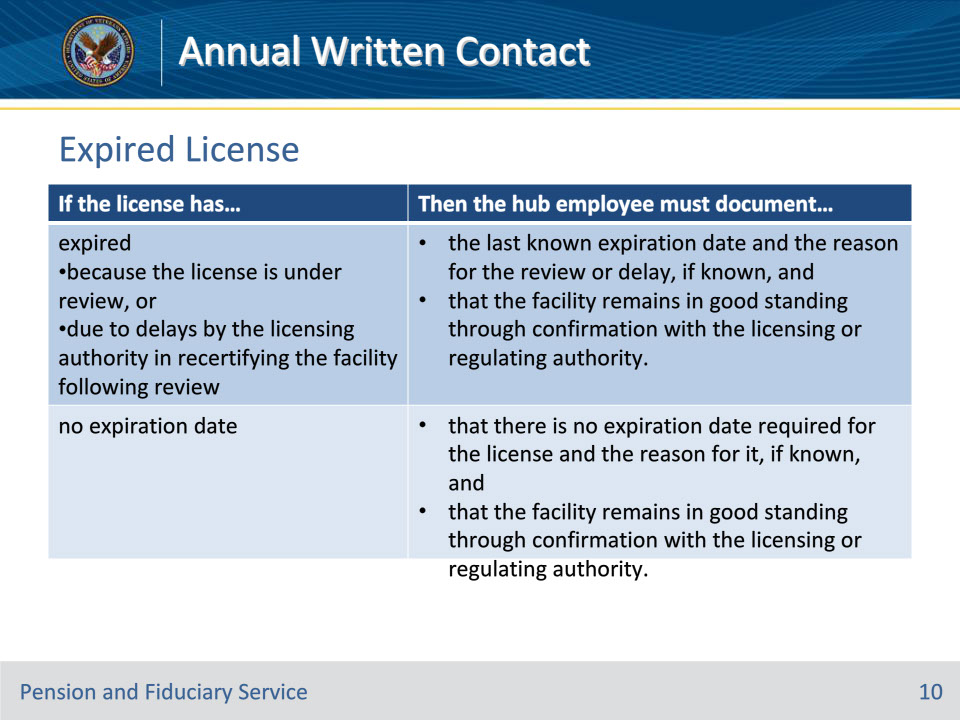 Annual Written Contact
Expired License
If the license has…
Then the hub employee must document…
expired
•because the license is under
review, or
•due to delays by the licensing
authority in recertifying the facility
following review
• the last known expiration date and the reason
for the review or delay, if known, and
• that the facility remains in good standing
through confirmation with the licensing or
regulating authority.
no expiration date
• that there is no expiration date required for
the license and the reason for it, if known,
and
• that the facility remains in good standing
through confirmation with the licensing or
regulating authority.
Pension and Fiduciary Service
10